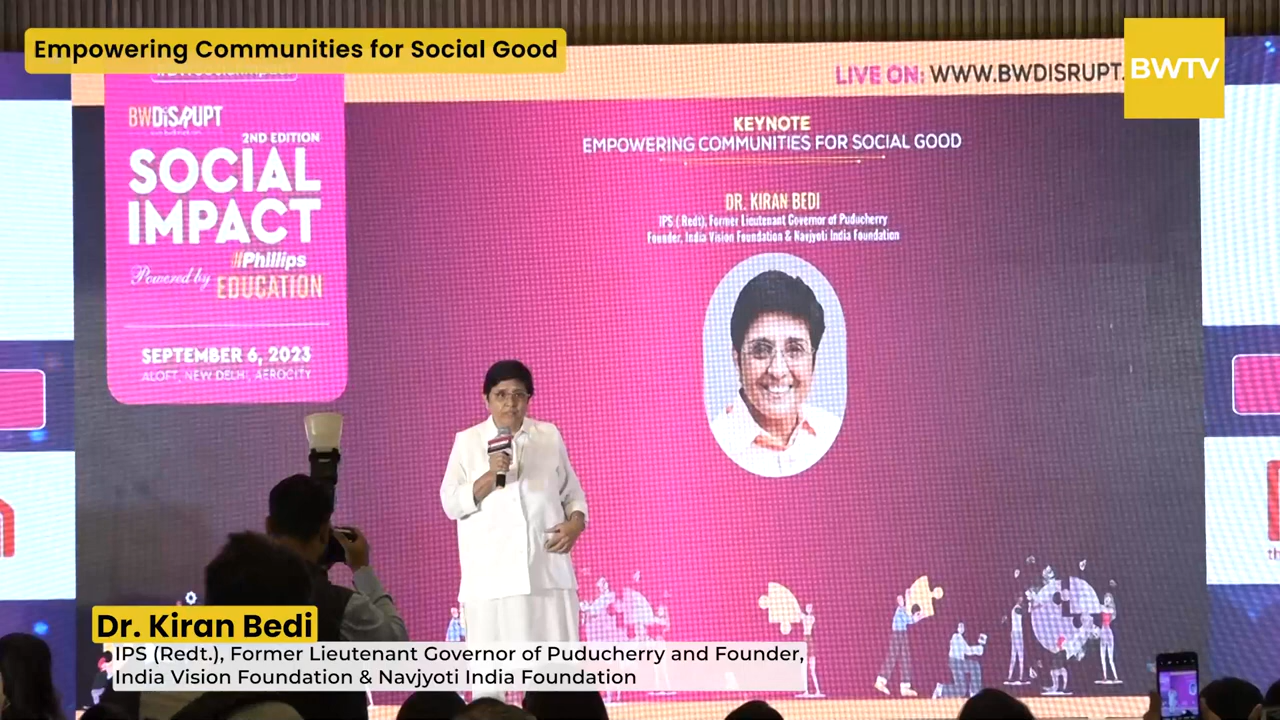 Empowering Communities for Social Good
BWTV
LIVE ON: WWW.BWDISRUPT.
BWDISRUPT
2ND EDITION
SOCIAL
IMPACT
Powered by
Phillips
EDUCATION
SEPTEMBER 6, 2023
ALOFT, NEW DELHI, AEROCITY
KEYNOTE
EMPOWERING COMMUNITIES FOR SOCIAL GOOD
DR. KIRAN BEDI
IPS ( Redt), Former Lieutenant Governor of Puducherry
Founder, India Vision Foundation & Navjyoti India Foundation
Dr. Kiran Bedi
IPS (Redt.), Former Lieutenant Governor of Puducherry and Founder,
India Vision Foundation & Navjyoti India Foundation